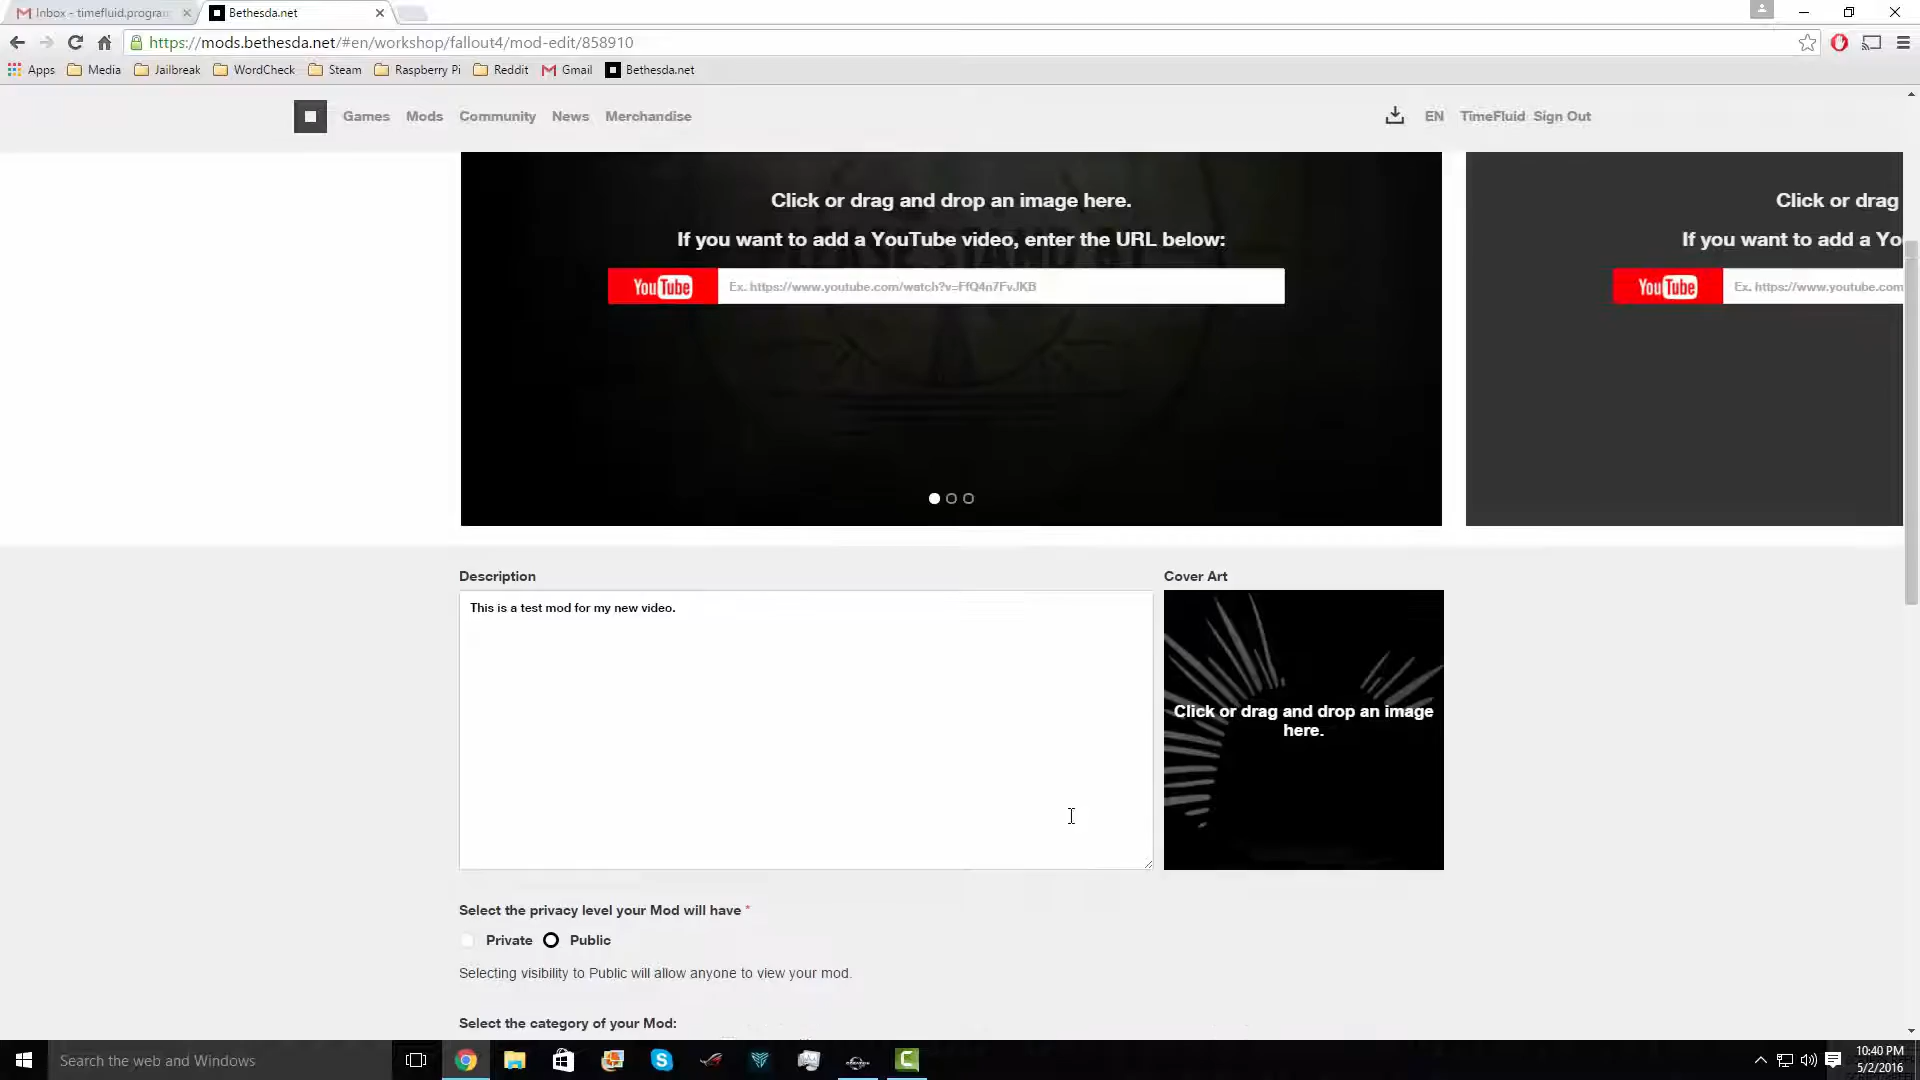 Inbox - timefluid.progran
Bethesda.net
https://mods.bethesda.net/#en/workshop/fallout4/mod-edit/858910
Apps Media Jailbreak WordCheck Steam Raspberry Pi Reddit Gmail Bethesda.net
Games Mods Community News Merchandise EN TimeFluid Sign Out
Click or drag and drop an image here.
If you want to add a YouTube video, enter the URL below:
YouTube Ex. https://www.youtube.com/watch?v=FfQ4n7FvJKB
Click or drag
If you want to add a Yo
YouTube Ex. https://www.youtube.com
Description
This is a test mod for my new video.
Cover Art
Click or drag and drop an image
here.
Select the privacy level your Mod will have *
Private Public
Selecting visibility to Public will allow anyone to view your mod.
Select the category of your Mod:
Search the web and Windows
10:40 PM
5/2/2016